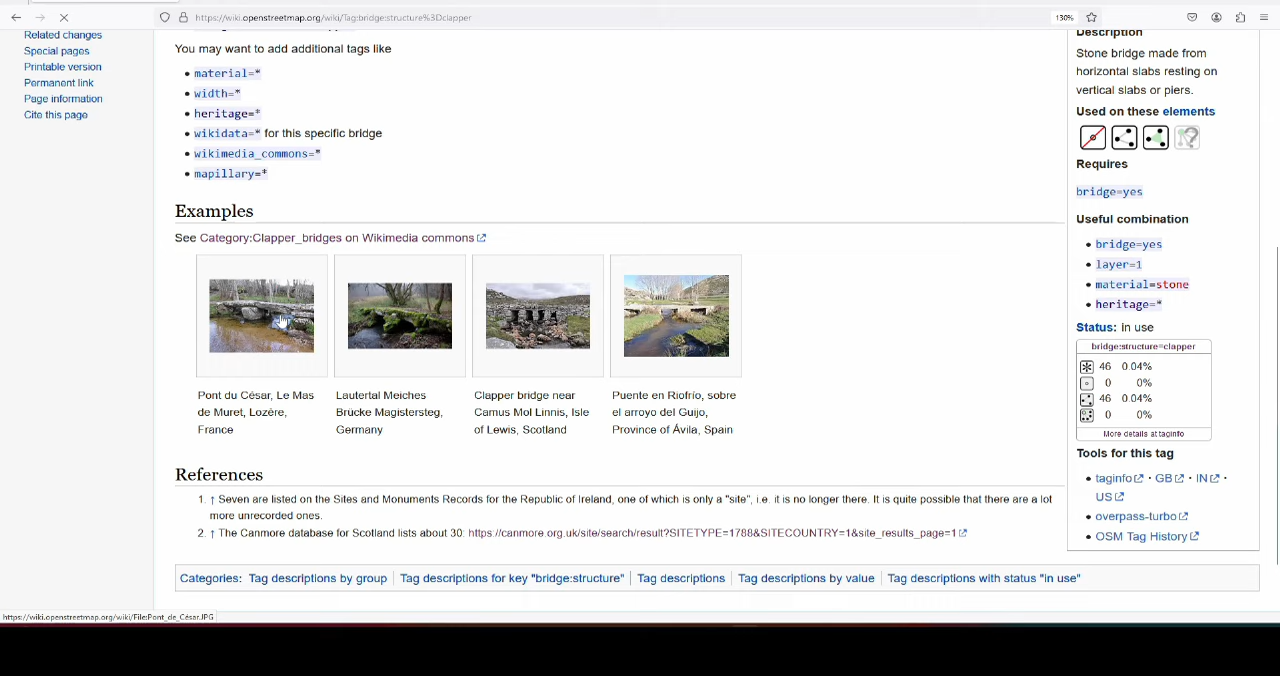 https://wiki.openstreetmap.org/wiki/Tag:bridge:structure%3Dclapper
130%
Related changes
Special pages
Printable version
Permanent link
Page information
Cite this page
You may want to add additional tags like
material=*
width=*
heritage=*
wikidata=* for this specific bridge
wikimedia_commons=*
mapillary=*
Examples
See Category:Clapper_bridges on Wikimedia commons
Pont du César, Le Mas
de Muret, Lozère,
France
Lautertal Meiches
Brücke Magistersteg,
Germany
Clapper bridge near
Camus Mol Linnis, Isle
of Lewis, Scotland
Puente en Riofrío, sobre
el arroyo del Guijo,
Province of Ávila, Spain
References
1. ↑ Seven are listed on the Sites and Monuments Records for the Republic of Ireland, one of which is only a "site", i.e. it is no longer there. It is quite possible that there are a lot
more unrecorded ones.
2. ↑ The Canmore database for Scotland lists about 30: https://canmore.org.uk/site/search/result?SITETYPE=1788&SITECOUNTRY=1&site_results_page=1
Categories: Tag descriptions by group | Tag descriptions for key "bridge:structure" | Tag descriptions | Tag descriptions by value | Tag descriptions with status "in use"
Description
Stone bridge made from
horizontal slabs resting on
vertical slabs or piers.
Used on these elements
Requires
bridge=yes
Useful combination
bridge=yes
layer=1
material=stone
heritage=*
Status: in use
bridge:structure=clapper
46 0.04%
0 0%
46 0.04%
0 0%
More details at taginfo
Tools for this tag
taginfo · GB · IN ·
US
overpass-turbo
OSM Tag History
https://wiki.openstreetmap.org/wiki/File:Pont_de_César.JPG